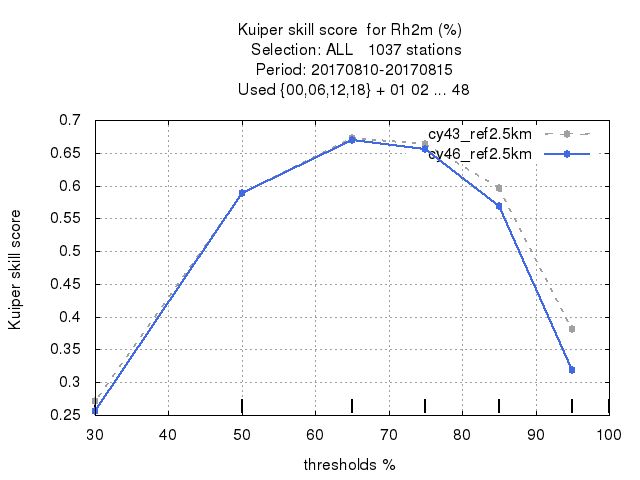 Kuiper skill score for Rh2m (%)
Selection: ALL 1037 stations
Period: 20170810-20170815
Used {00,06,12,18} + 01 02 ... 48
cy43_ref2.5km
cy46_ref2.5km
Kuiper skill score
0.7
0.65
0.6
0.55
0.5
0.45
0.4
0.35
0.3
0.25
30 40 50 60 70 80 90 100
thresholds %